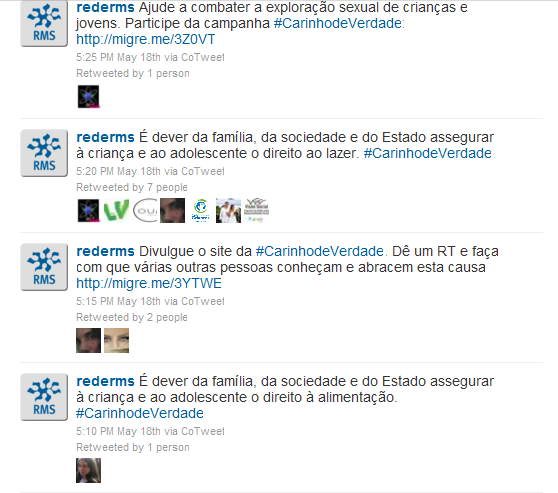 rederms Ajude a combater a exploração sexual de crianças e
jovens. Participe da campanha #CarinhodeVerdade:
http://migre.me/3Z0VT
RMS
5:25 PM May 18th via CoTweet
Retweeted by 1 person
rederms É dever da família, da sociedade e do Estado assegurar
à criança e ao adolescente o direito ao lazer. #CarinhodeVerdade
RMS
5:20 PM May 18th via CoTweet
Retweeted by 7 people
LV
rederms Divulgue o site da #CarinhodeVerdade. Dê um RT e faça
com que várias outras pessoas conheçam e abracem esta causa
http://migre.me/3YTWE
RMS
5:15 PM May 18th via CoTweet
Retweeted by 2 people
rederms É dever da família, da sociedade e do Estado assegurar
à criança e ao adolescente o direito à alimentação.
#CarinhodeVerdade
RMS
5:10 PM May 18th via CoTweet
Retweeted by 1 person